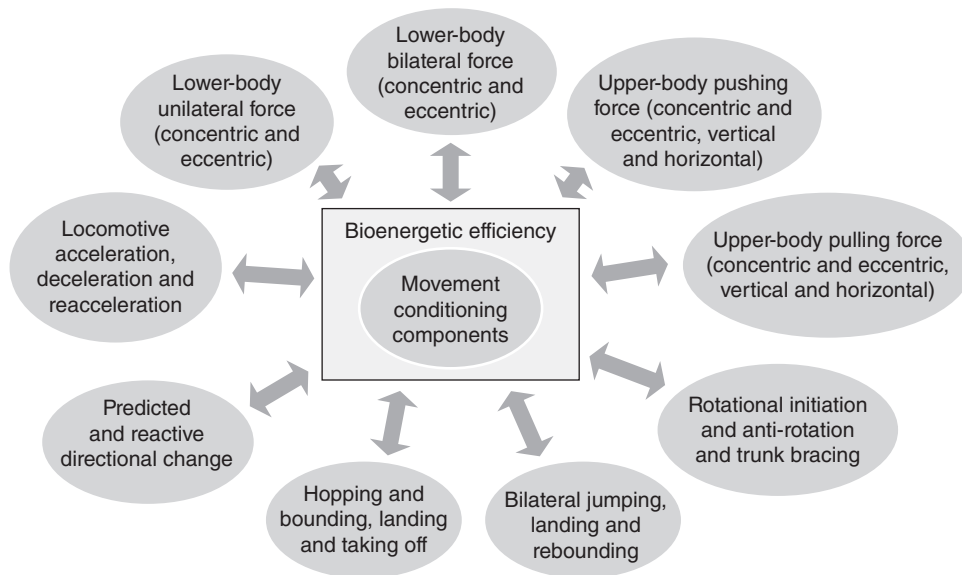 Lower-body
bilateral force
(concentric and
eccentric)
Upper-body pushing
force (concentric and
eccentric, vertical
and horizontal)
Upper-body pulling force
(concentric and eccentric,
vertical and horizontal)
Rotational initiation
and anti-rotation
and trunk bracing
Bilateral jumping,
landing and
rebounding
Hopping and
bounding, landing
and taking off
Predicted
and reactive
directional change
Locomotive
acceleration,
deceleration and
reacceleration
Lower-body
unilateral force
(concentric and
eccentric)
Bioenergetic efficiency
Movement
conditioning
components